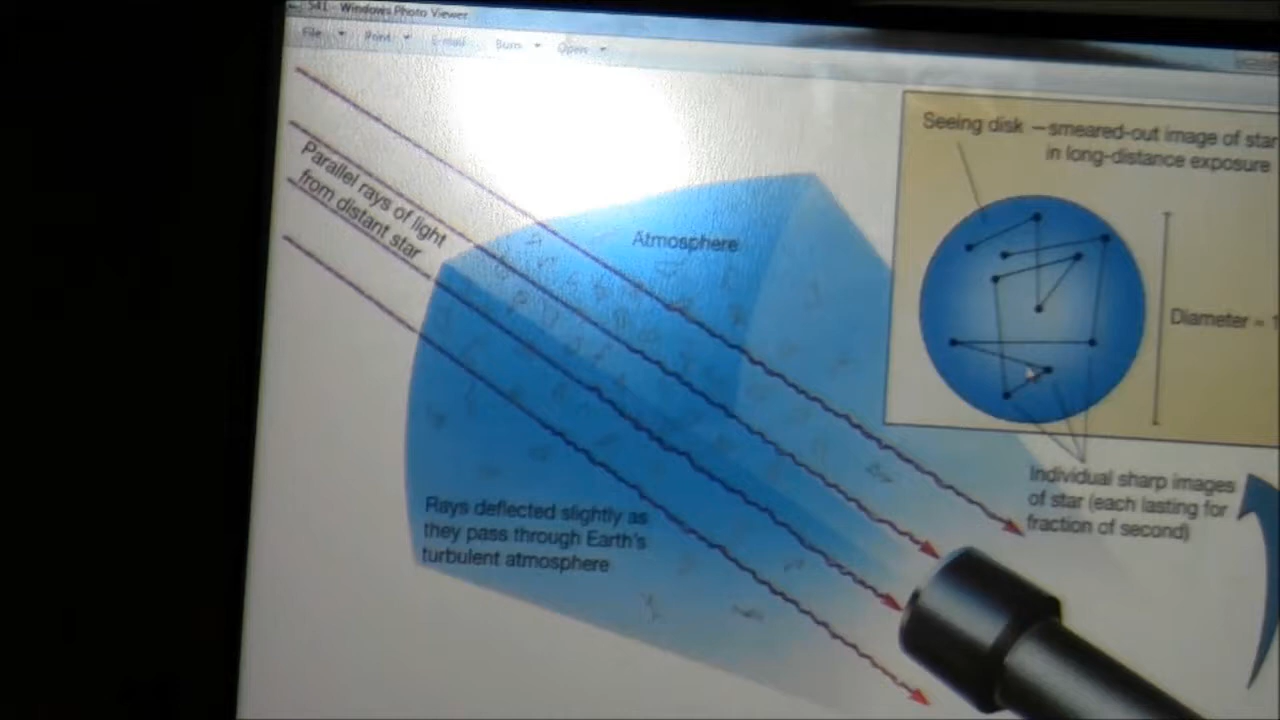 541 - Windows Photo Viewer
File Print E-mail Burn Open
Seeing disk —smeared-out image of star
in long-distance exposure
Parallel rays of light
from distant star
Atmosphere
Diameter ≈ 1
Rays deflected slightly as
they pass through Earth's
turbulent atmosphere
Individual sharp images
of star (each lasting for
fraction of second)